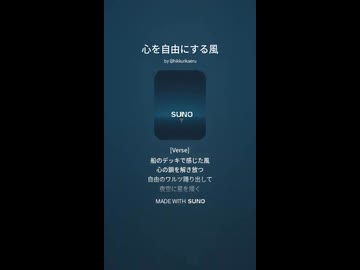 心を自由にする風
by @hikkurikaeru
SUNO
[Verse]
船のデッキで感じた風
心の鎖を解き放つ
自由のワルツ踊り出して
夜空に星を描く
MADE WITH SUNO